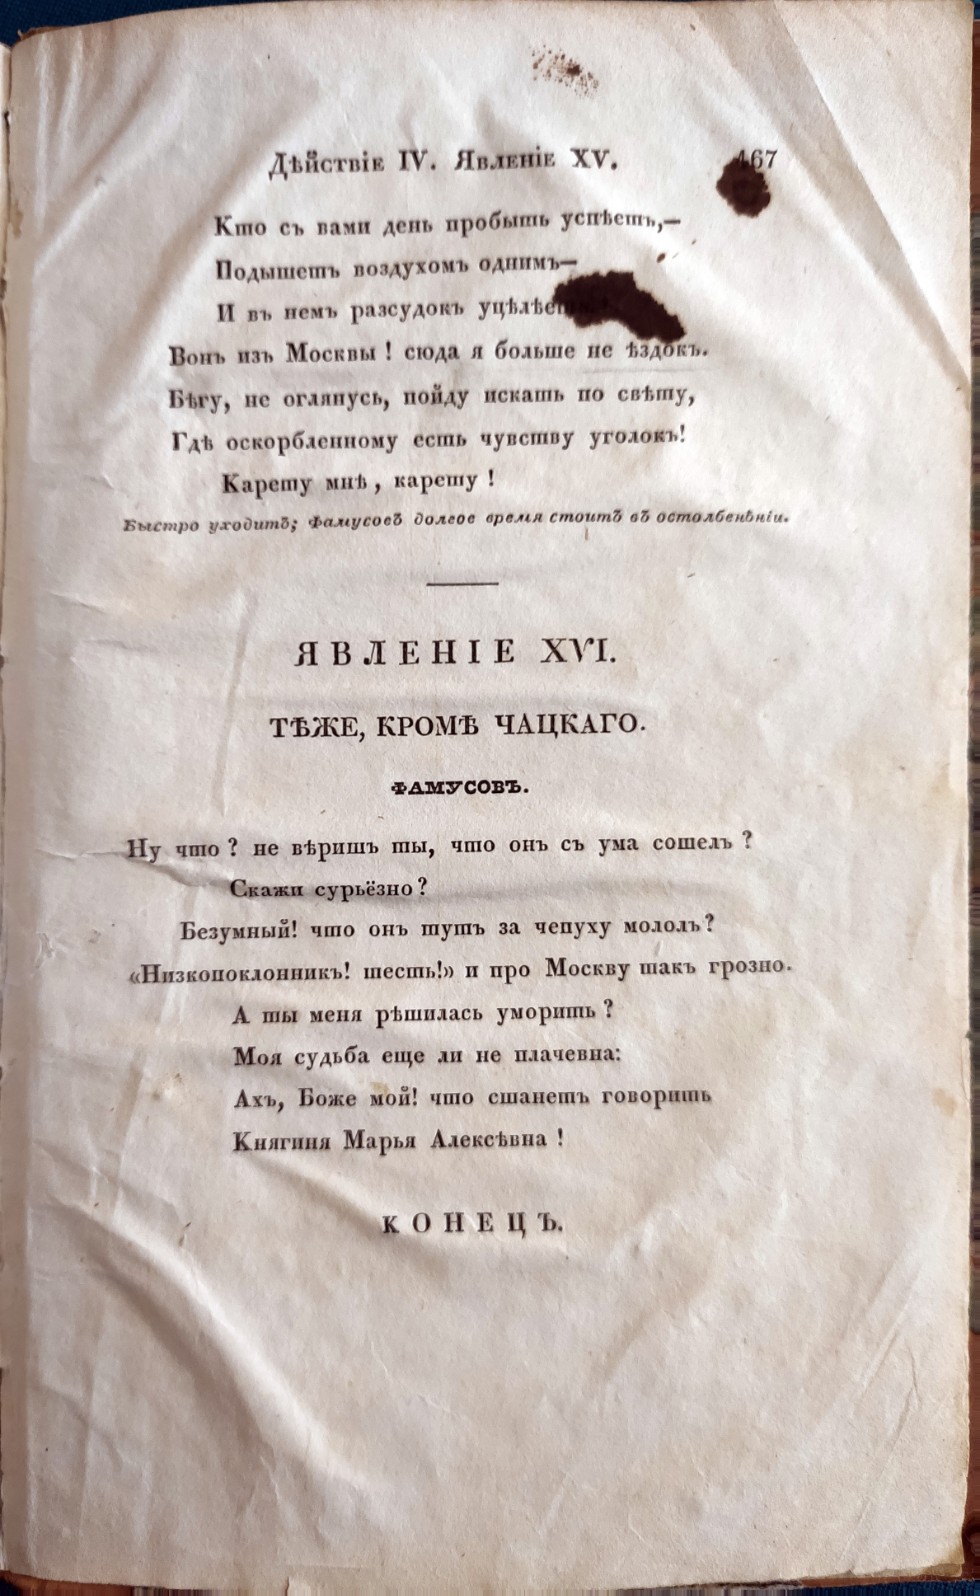 Дѣйствіе IV. Явленіе XV. 167
Кто съ вами день пробыть успѣетъ,—
Подышетъ воздухомъ однимъ—
И въ немъ разсудокъ уцѣлѣетъ!
Вонъ изъ Москвы! сюда я больше не ѣздокъ.
Бѣгу, не оглянусь, пойду искать по свѣту,
Гдѣ оскорбленному есть чувству уголокъ!
Карету мнѣ, карету!
Быстро уходитъ; Фамусовъ долгое время стоитъ въ остолбенѣніи.
ЯВЛЕНІЕ XVI.
ТѢЖЕ, КРОМѢ ЧАЦКАГО.
ФАМУСОВЪ.
Ну что? не вѣришь ты, что онъ съ ума сошелъ?
Скажи сурьёзно?
Безумный! что онъ тутъ за чепуху мололъ?
«Низкопоклонникъ! тесть!» и про Москву такъ грозно.
А ты меня рѣшилась уморить?
Моя судьба еще ли не плачевна:
Ахъ, Боже мой! что станетъ говорить
Княгиня Марья Алексѣвна!
КОНЕЦЪ.